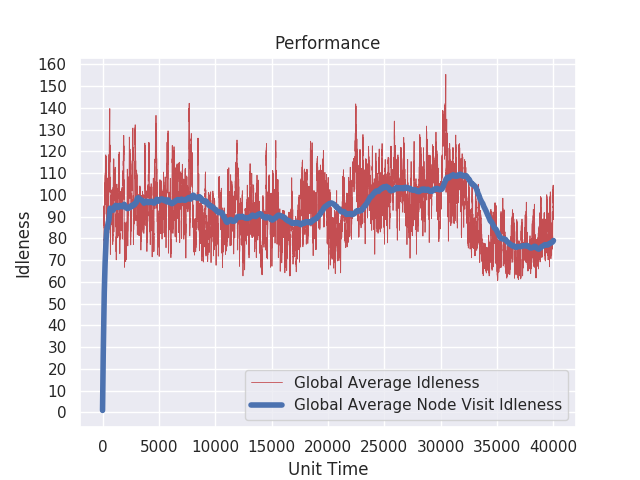 Performance
160
150
140
130
120
110
100
90
80
70
60
50
40
30
20
10
0
Idleness
Global Average Idleness
Global Average Node Visit Idleness
0 5000 10000 15000 20000 25000 30000 35000 40000
Unit Time